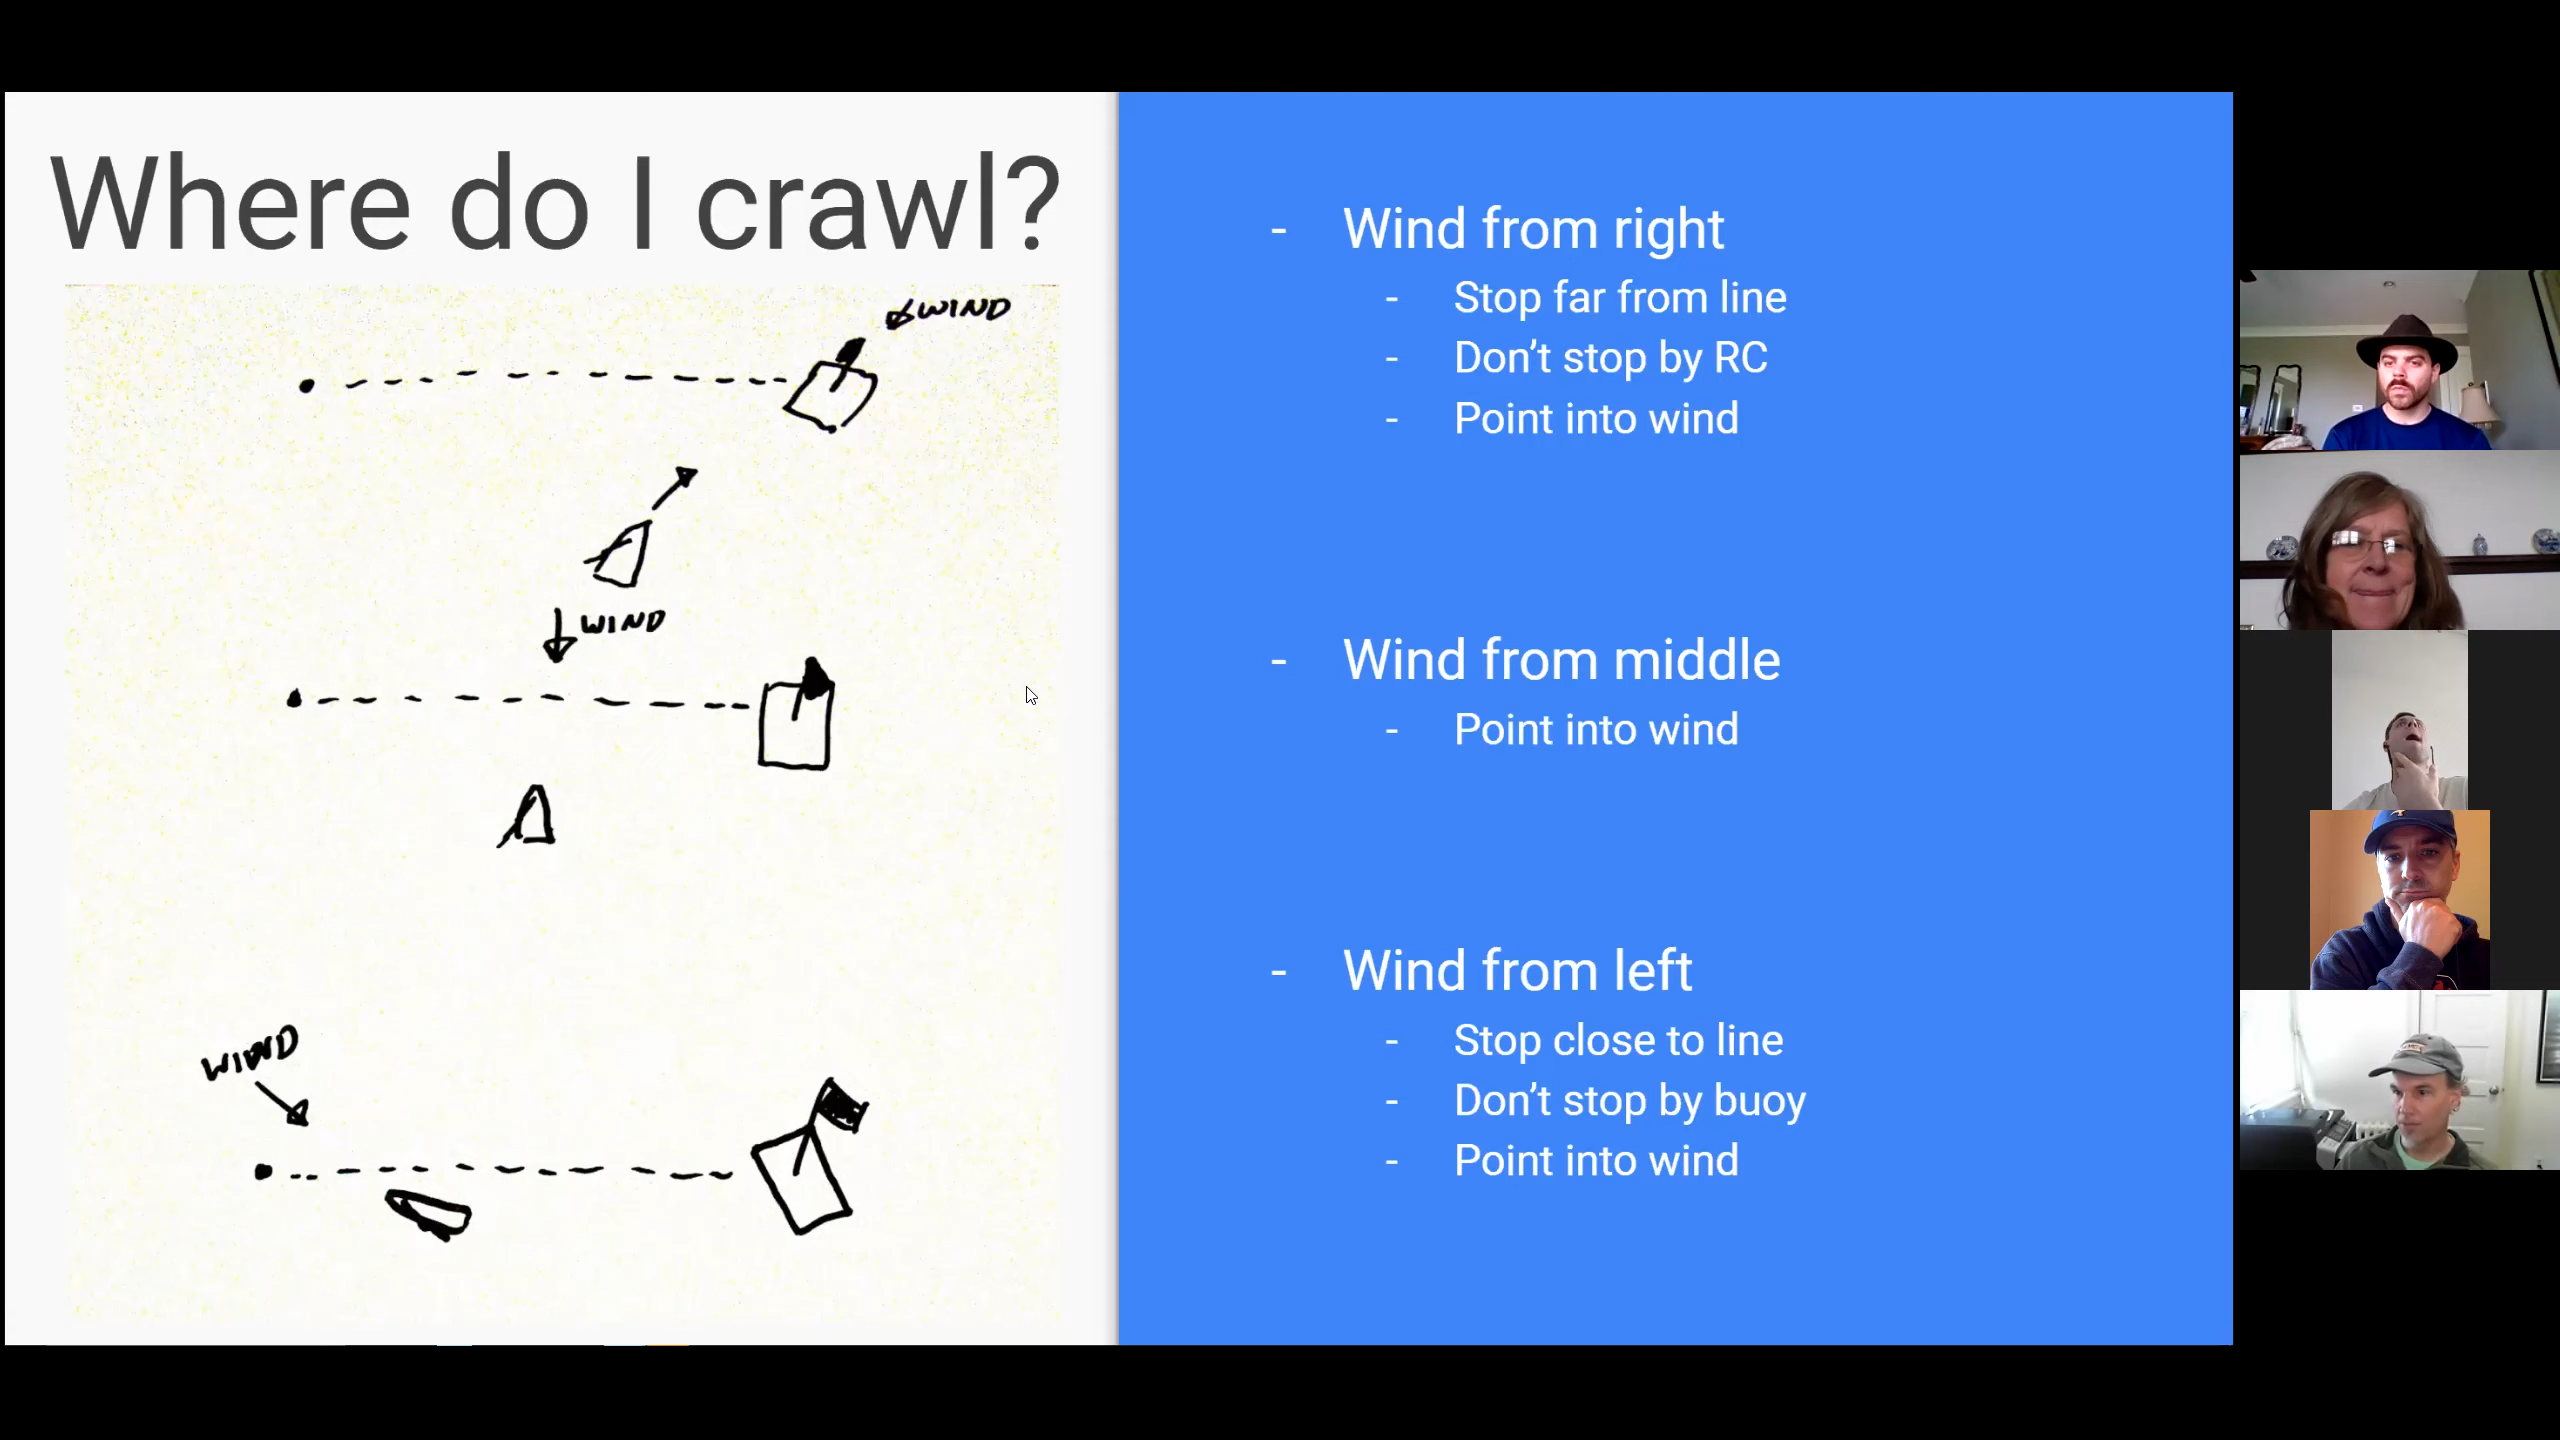 Where do I crawl?
WIND
WIND
WIND
- Wind from right
- Stop far from line
- Don’t stop by RC
- Point into wind
- Wind from middle
- Point into wind
- Wind from left
- Stop close to line
- Don’t stop by buoy
- Point into wind